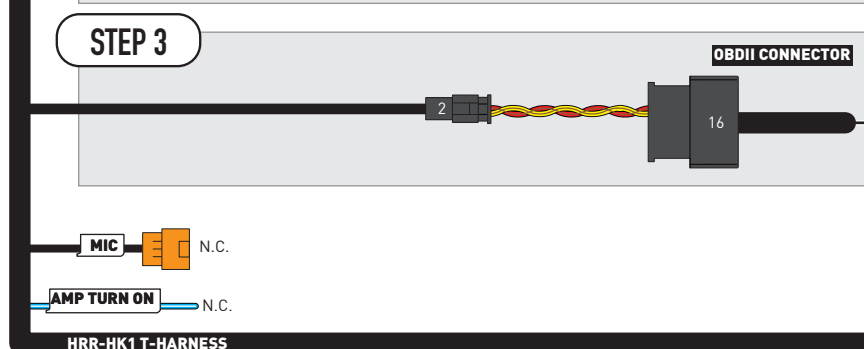 STEP 3
OBDII CONNECTOR
2
16
MIC
N.C.
AMP TURN ON
N.C.
HRR-HK1 T-HARNESS